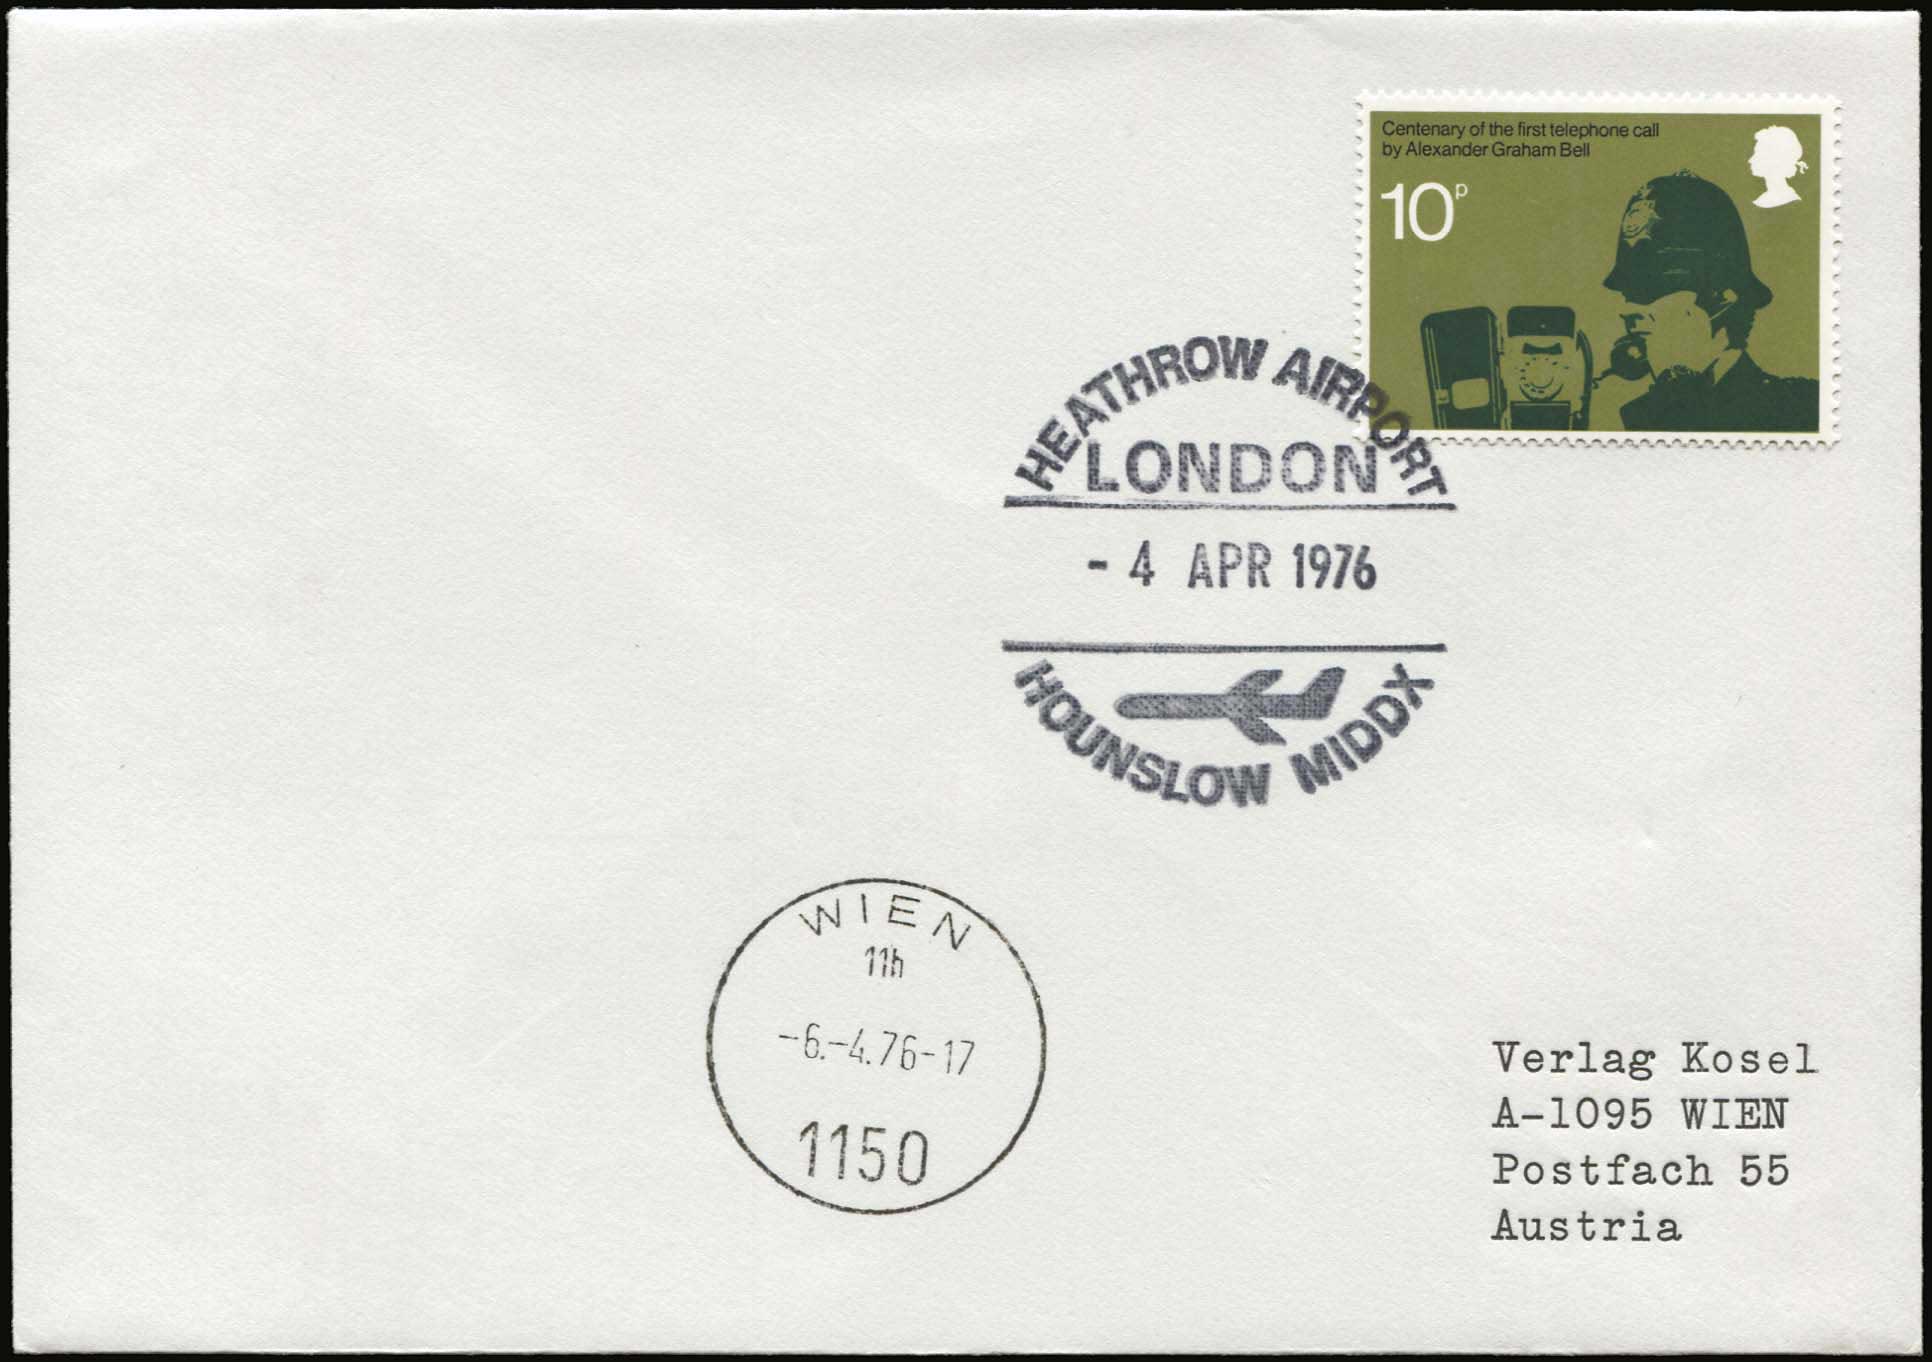 Centenary of the first telephone call
by Alexander Graham Bell
10p
HEATHROW AIRPORT
LONDON
- 4 APR 1976
HOUNSLOW MIDDX
WIEN
11h
-6.-4.76-17
1150
Verlag Kosel
A-1095 WIEN
Postfach 55
Austria